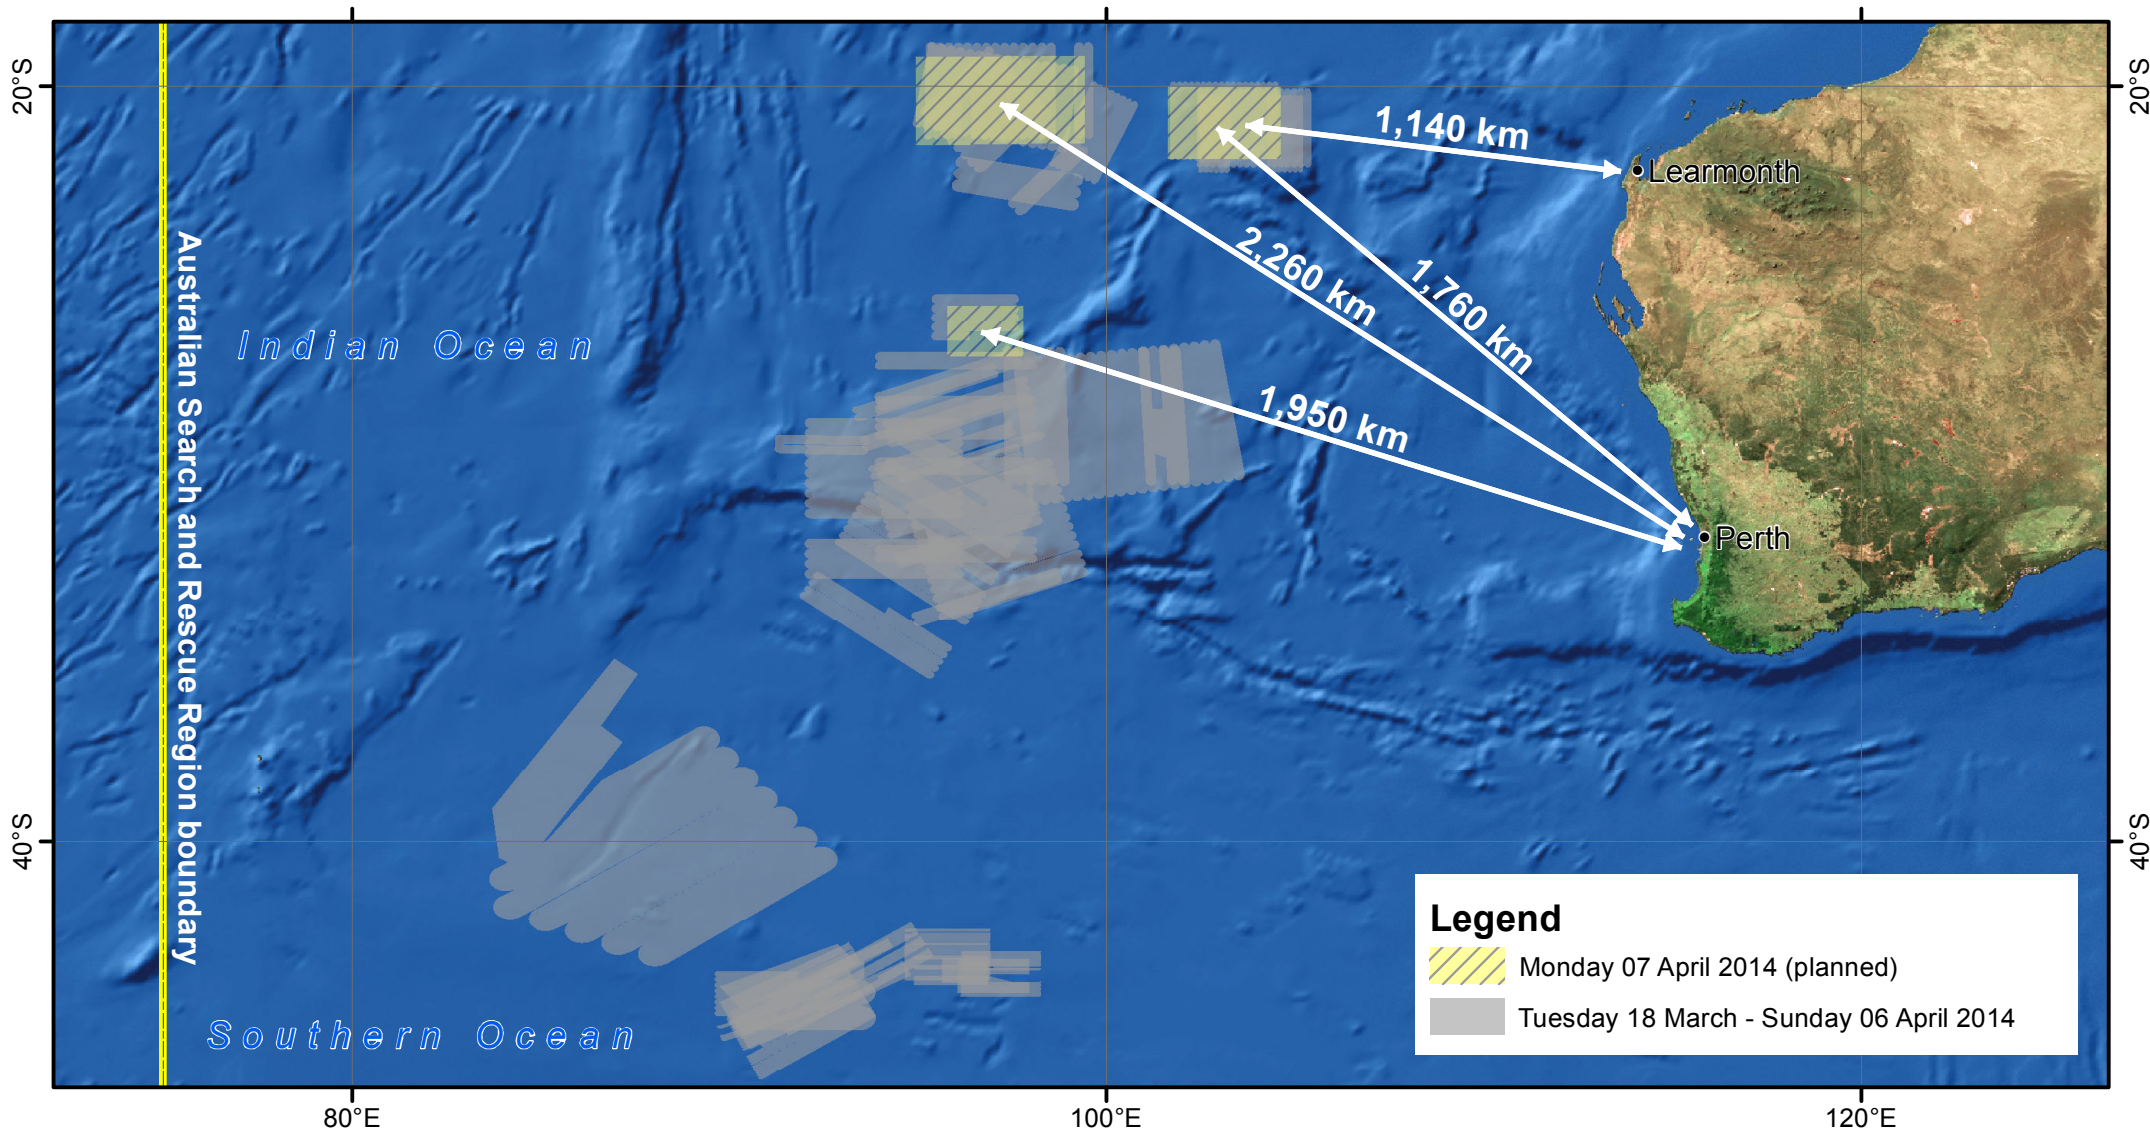 20°S
20°S
1,140 km
Learmonth
2,260 km
1,760 km
Australian Search and Rescue Region boundary
Indian Ocean
1,950 km
Perth
40°S
40°S
Legend
Monday 07 April 2014 (planned)
Tuesday 18 March - Sunday 06 April 2014
Southern Ocean
80°E
100°E
120°E